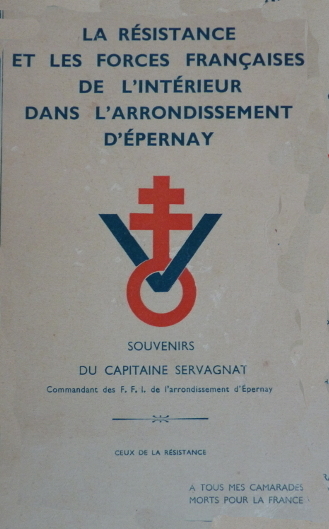 LA RÉSISTANCE
ET LES FORCES FRANÇAISES
DE L'INTÉRIEUR
DANS L'ARRONDISSEMENT
D'ÉPERNAY
SOUVENIRS
DU CAPITAINE SERVAGNAT
Commandant des F. F. I. de l'arrondissement d'Épernay
CEUX DE LA RÉSISTANCE
A TOUS MES CAMARADES
MORTS POUR LA FRANCE